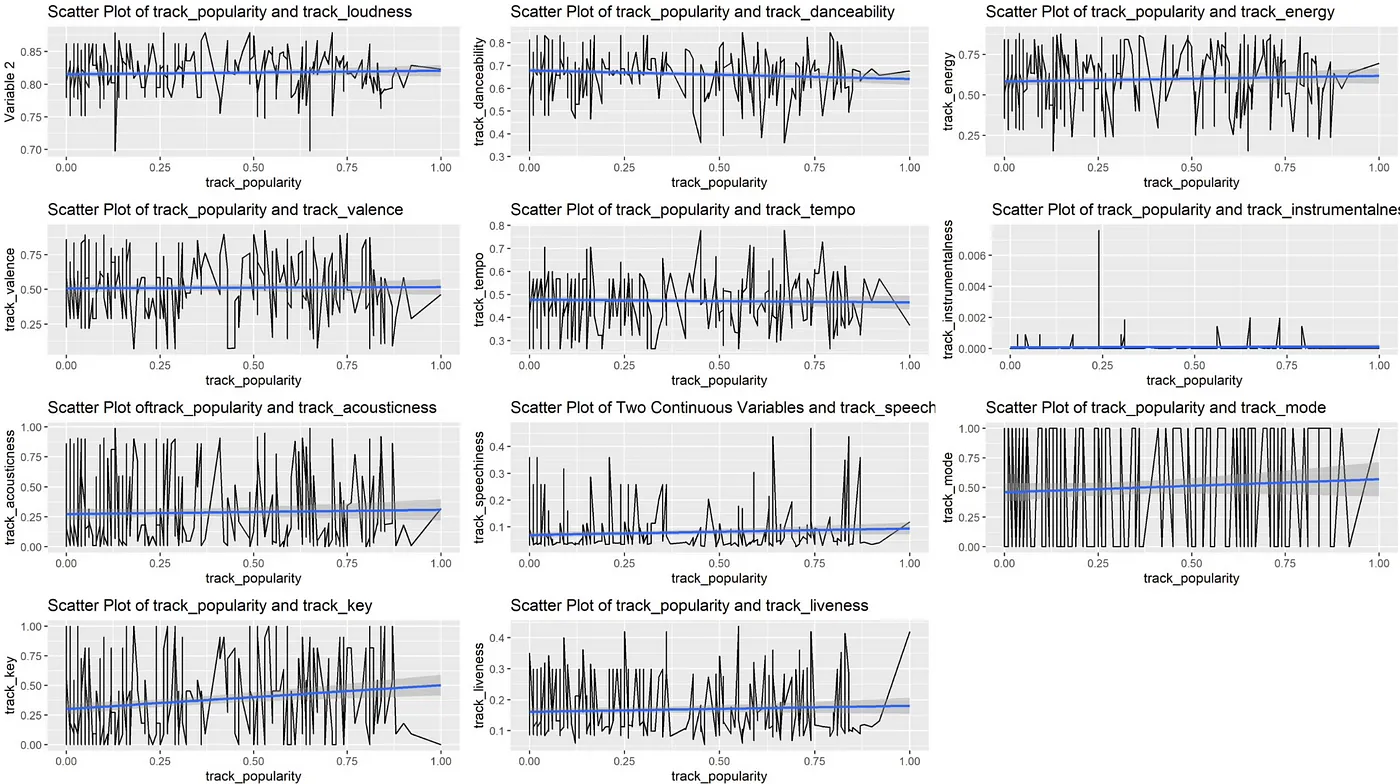 Scatter Plot of track_popularity and track_loudness
Variable 2
0.85
0.80
0.75
0.70
0.00 0.25 0.50 0.75 1.00
track_popularity
Scatter Plot of track_popularity and track_danceability
track_danceability
0.8
0.7
0.6
0.5
0.4
0.3
0.00 0.25 0.50 0.75 1.00
track_popularity
Scatter Plot of track_popularity and track_energy
track_energy
0.75
0.50
0.25
0.00 0.25 0.50 0.75 1.00
track_popularity
Scatter Plot of track_popularity and track_valence
track_valence
0.75
0.50
0.25
0.00 0.25 0.50 0.75 1.00
track_popularity
Scatter Plot of track_popularity and track_tempo
track_tempo
0.8
0.7
0.6
0.5
0.4
0.3
0.00 0.25 0.50 0.75 1.00
track_popularity
Scatter Plot of track_popularity and track_instrumentalnes
track_instrumentalness
0.006
0.004
0.002
0.000
0.00 0.25 0.50 0.75 1.00
track_popularity
Scatter Plot oftrack_popularity and track_acousticness
track_acousticness
1.00
0.75
0.50
0.25
0.00
0.00 0.25 0.50 0.75 1.00
track_popularity
Scatter Plot of Two Continuous Variables and track_speech
track_speechiness
0.4
0.3
0.2
0.1
0.00 0.25 0.50 0.75 1.00
track_popularity
Scatter Plot of track_popularity and track_mode
track_mode
1.00
0.75
0.50
0.25
0.00
0.00 0.25 0.50 0.75 1.00
track_popularity
Scatter Plot of track_popularity and track_key
track_key
1.00
0.75
0.50
0.25
0.00
0.00 0.25 0.50 0.75 1.00
track_popularity
Scatter Plot of track_popularity and track_liveness
track_liveness
0.4
0.3
0.2
0.1
0.00 0.25 0.50 0.75 1.00
track_popularity